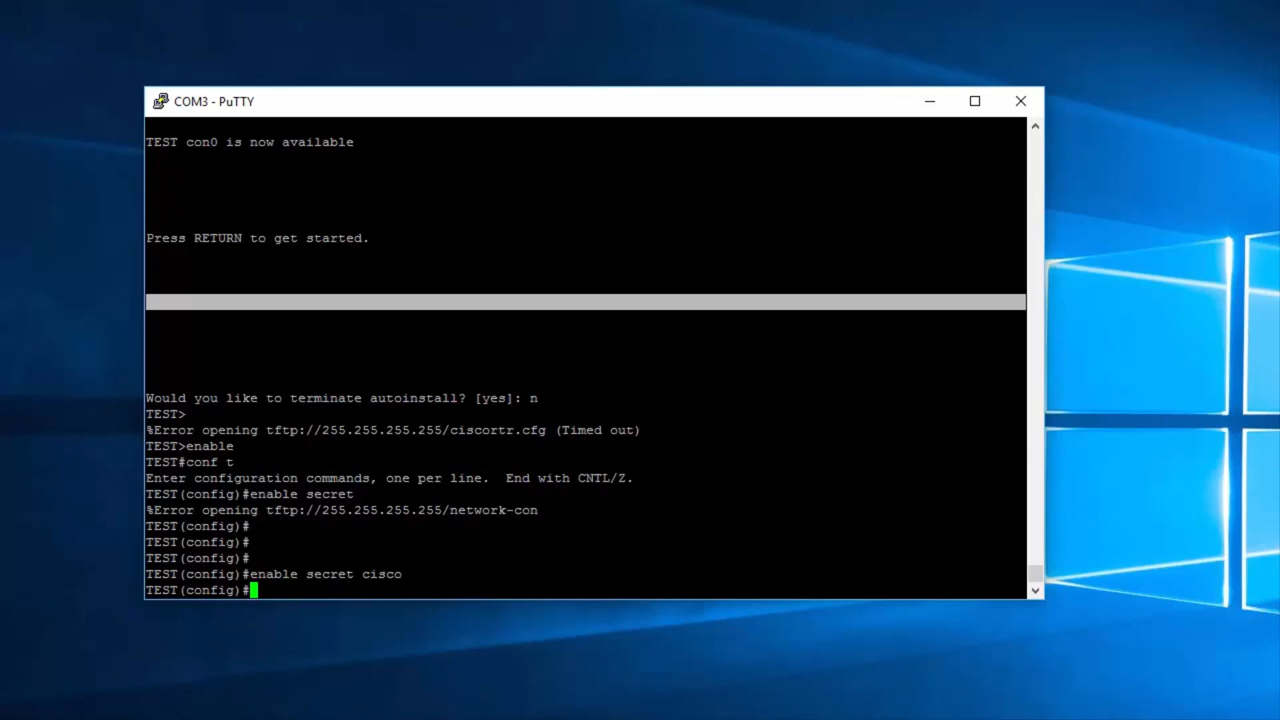 COM3 - PuTTY
TEST con0 is now available
Press RETURN to get started.
Would you like to terminate autoinstall? [yes]: n
TEST>
%Error opening tftp://255.255.255.255/ciscortr.cfg (Timed out)
TEST>enable
TEST#conf t
Enter configuration commands, one per line.  End with CNTL/Z.
TEST(config)#enable secret
%Error opening tftp://255.255.255.255/network-con
TEST(config)#
TEST(config)#
TEST(config)#
TEST(config)#enable secret cisco
TEST(config)#